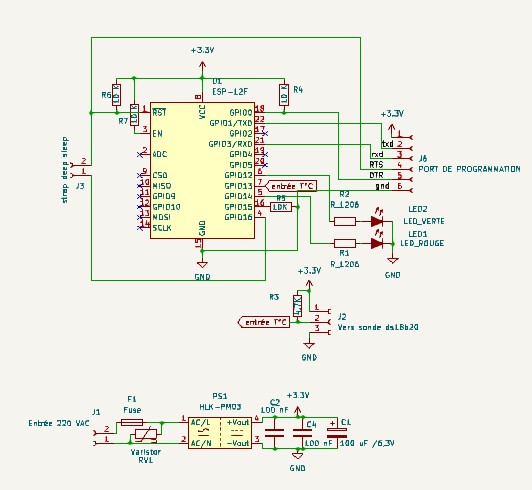 +3.3V
U1
ESP-12F
R6
10 K
R7
10 K
R4
10 K
8
VCC
1
RST
3
EN
2
ADC
9
CS0
10
MISO
11
GPIO9
12
GPIO10
13
MOSI
14
SCLK
18
GPIO0
22
GPIO1/TXD
17
GPIO2
21
GPIO3/RXD
19
GPIO4
20
GPIO5
6
GPIO12
7
GPIO13
5
GPIO14
16
GPIO15
4
GPIO16
15
GND
GND
entrée T°C
R5
10K
strap deep sleep
2
1
J3
+3.3V
1
txd 2
rxd 3
RTS 4
DTR 5
gnd 6
J6
PORT DE PROGRAMMATION
R2
R_1206
LED2
LED_VERTE
LED1
LED_ROUGE
R1
R_1206
GND
+3.3V
R3
4,7K
entrée T°C
1
2
3
J2
Vers sonde ds18b20
GND
Entrée 220 VAC
J1
2
1
F1
Fuse
Varistor
RV1
PS1
HLK-PM03
1
AC/L
2
AC/N
4
+Vout
3
-Vout
+3.3V
C2
100 nF
C4
100 nF
C1
100 uF /6,3V
GND